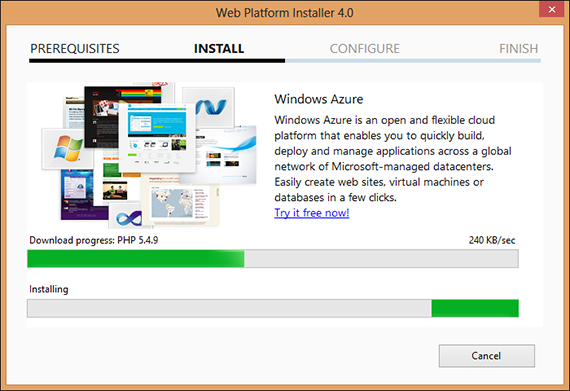 Web Platform Installer 4.0
PREREQUISITES INSTALL CONFIGURE FINISH
Windows Azure
Windows Azure is an open and flexible cloud
platform that enables you to quickly build,
deploy and manage applications across a global
network of Microsoft-managed datacenters.
Easily create web sites, virtual machines or
databases in a few clicks.
Try it free now!
Download progress: PHP 5.4.9 240 KB/sec
Installing
Cancel